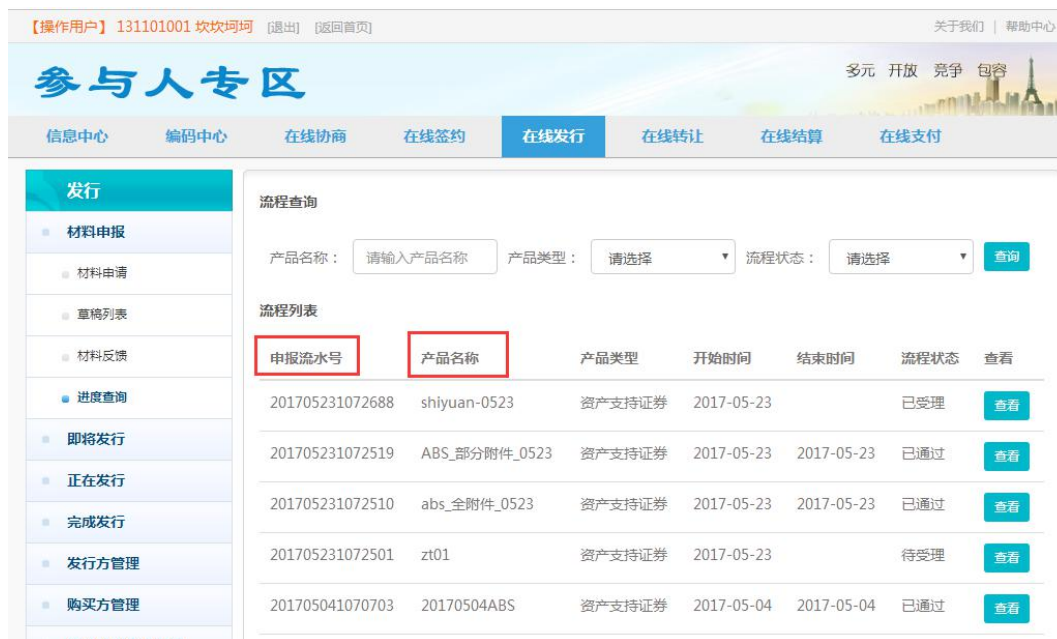 【操作用户】 131101001 坎坎坷坷 [退出] [返回首页] 关于我们 | 帮助中心
参与人专区
多元 开放 竞争 包容
信息中心 编码中心 在线协商 在线签约 在线发行 在线转让 在线结算 在线支付
发行
材料申报
材料申请
草稿列表
材料反馈
进度查询
即将发行
正在发行
完成发行
发行方管理
购买方管理
流程查询
产品名称： 请输入产品名称 产品类型： 请选择 流程状态： 请选择 查询
流程列表
申报流水号 产品名称 产品类型 开始时间 结束时间 流程状态 查看
201705231072688 shiyuan-0523 资产支持证券 2017-05-23 已受理 查看
201705231072519 ABS_部分附件_0523 资产支持证券 2017-05-23 2017-05-23 已通过 查看
201705231072510 abs_全附件_0523 资产支持证券 2017-05-23 2017-05-23 已通过 查看
201705231072501 zt01 资产支持证券 2017-05-23 待受理 查看
201705041070703 20170504ABS 资产支持证券 2017-05-04 2017-05-04 已通过 查看